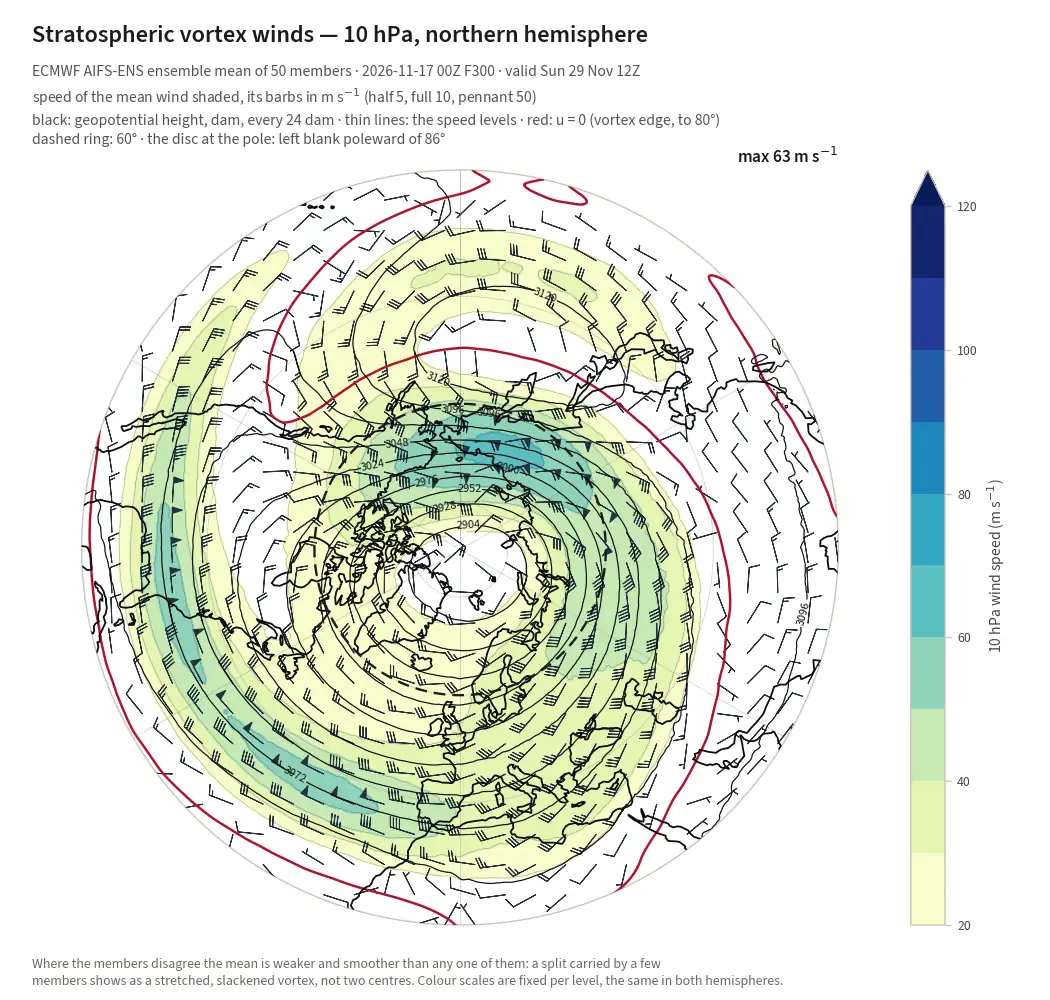 Stratospheric vortex winds — 10 hPa, northern hemisphere
ECMWF AIFS-ENS ensemble mean of 50 members · 2026-11-17 00Z F300 · valid Sun 29 Nov 12Z
speed of the mean wind shaded, its barbs in m s⁻¹ (half 5, full 10, pennant 50)
black: geopotential height, dam, every 24 dam · thin lines: the speed levels · red: u = 0 (vortex edge, to 80°)
dashed ring: 60° · the disc at the pole: left blank poleward of 86°
max 63 m s⁻¹
120
100
80
60
40
20
10 hPa wind speed (m s⁻¹)
3120
3120
3048
3024
2952
2928
2904
3096
3072
Where the members disagree the mean is weaker and smoother than any one of them: a split carried by a few
members shows as a stretched, slackened vortex, not two centres. Colour scales are fixed per level, the same in both hemispheres.